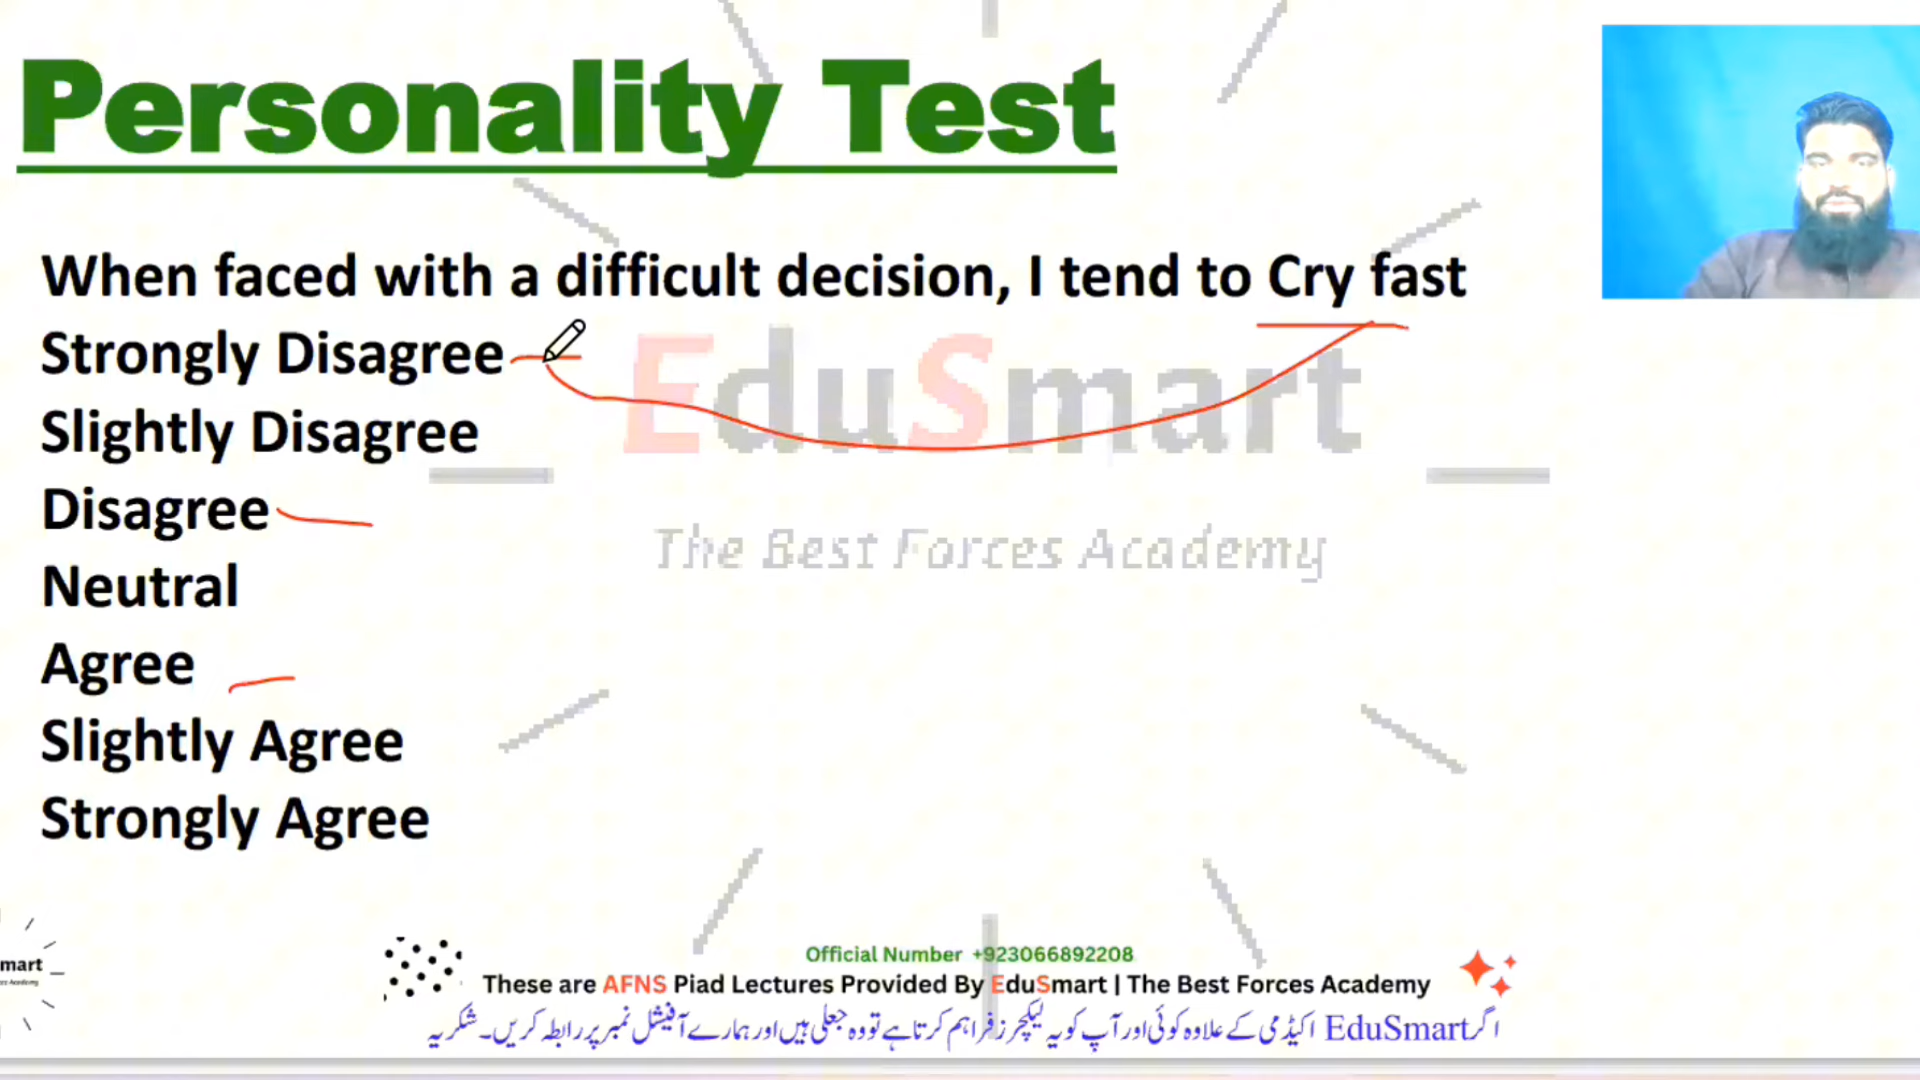 Personality Test
When faced with a difficult decision, I tend to Cry fast
Strongly Disagree
Slightly Disagree
Disagree
Neutral
Agree
Slightly Agree
Strongly Agree
EduSmart
The Best Forces Academy
mart
Official Number +923066892208
These are AFNS Piad Lectures Provided By EduSmart | The Best Forces Academy
اگر EduSmart اکیڈمی کے علاوہ کوئی اور آپ کو یہ لیکچرز فراہم کرتا ہے تو وہ جعلی ہیں اور ہمارے آفیشل نمبر پر رابطہ کریں۔ شکریہ